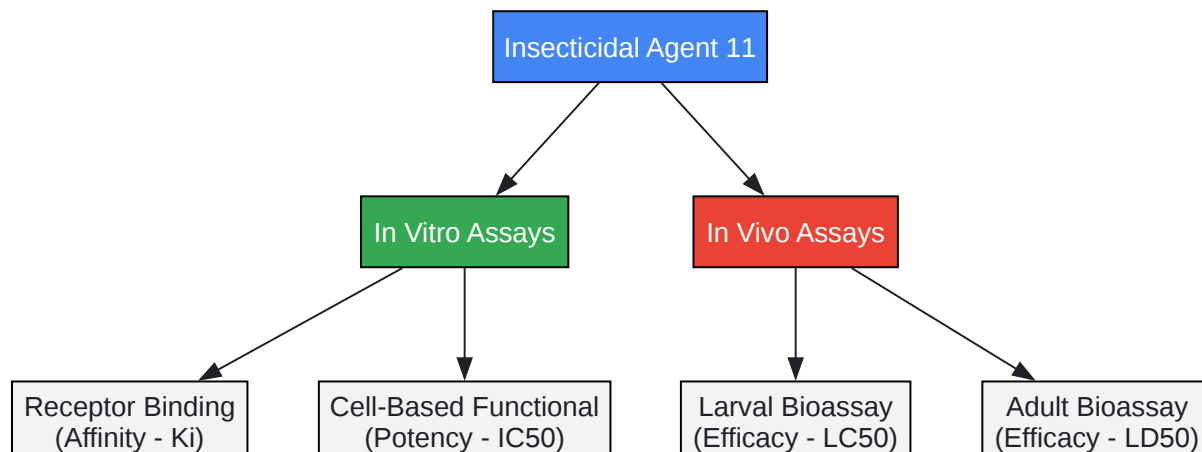 Insecticidal Agent 11
In Vitro Assays
In Vivo Assays
Receptor Binding
(Affinity - Ki)
Cell-Based Functional
(Potency - IC50)
Larval Bioassay
(Efficacy - LC50)
Adult Bioassay
(Efficacy - LD50)